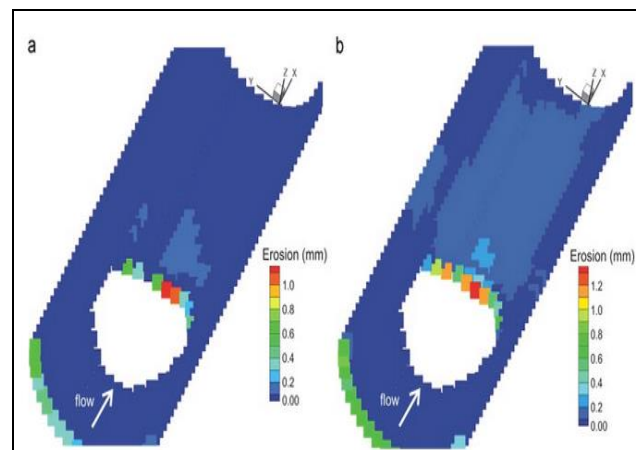 a
Z
Y X
Erosion (mm)
1.0
0.8
0.6
0.4
0.2
0.00
flow
b
Z
Y X
Erosion (mm)
1.2
1.0
0.8
0.6
0.4
0.2
0.00
flow